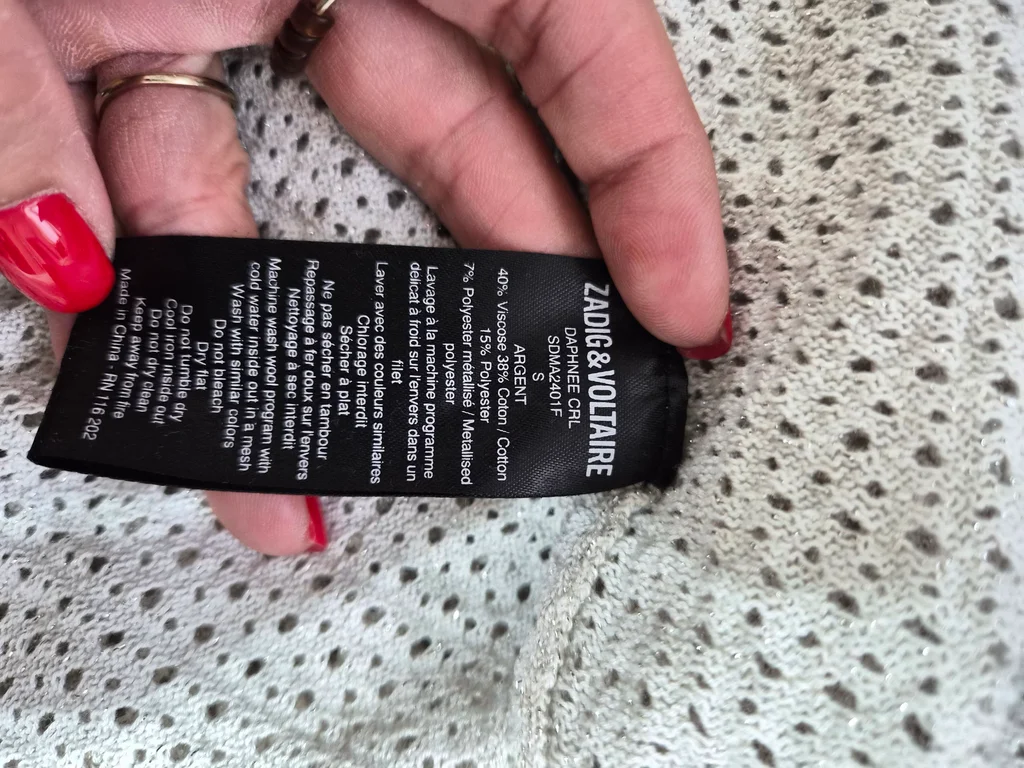 ZADIG&VOLTAIRE
DAPHNEE CRL
SDMA2401F
S
ARGENT
40% Viscose 38% Coton / Cotton
15% Polyester
7% Polyester métallisé / Metallised
polyester
Lavage à la machine programme
délicat à froid sur l'envers dans un
filet
Laver avec des couleurs similaires
Chlorage interdit
Sécher à plat
Ne pas sécher en tambour
Repassage à fer doux sur l'envers
Nettoyage à sec interdit
Machine wash wool program with
cold water inside out in a mesh
Wash with similar colors
Do not bleach
Dry flat
Do not tumble dry
Cool iron inside out
Do not dry clean
Keep away from fire
Made in China - RN 116 202